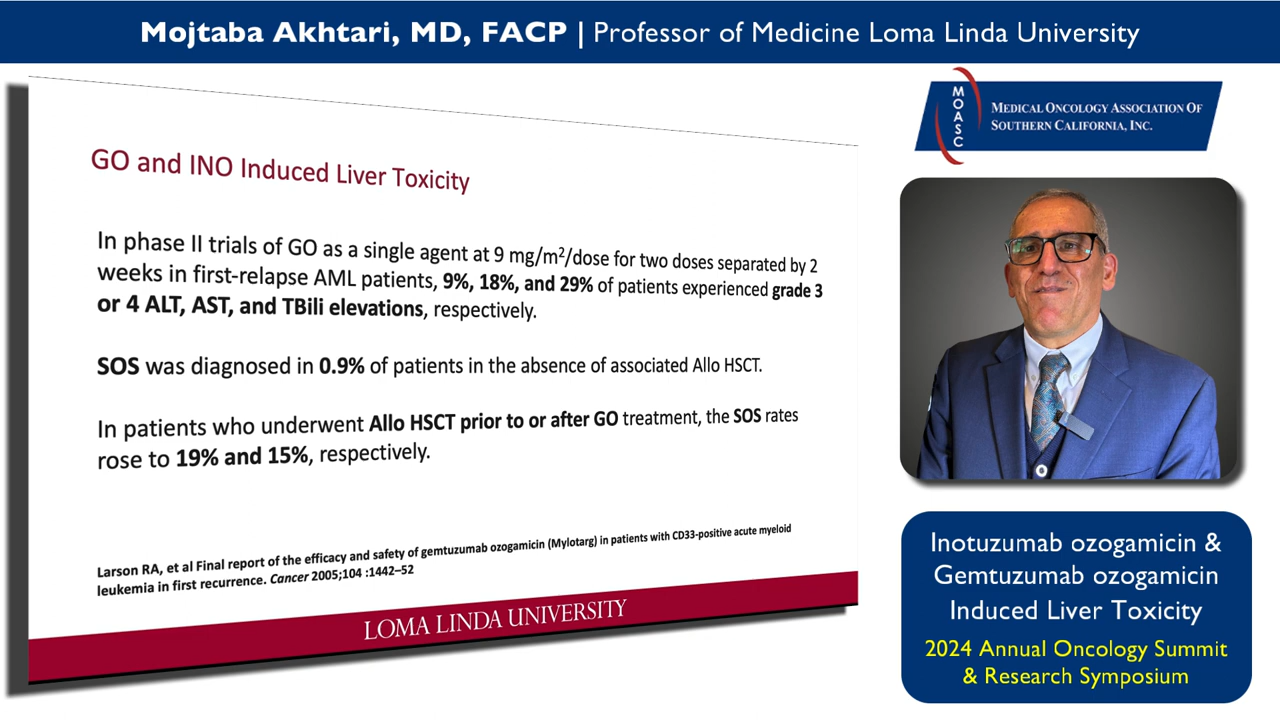 Mojtaba Akhtari, MD, FACP | Professor of Medicine Loma Linda University
GO and INO Induced Liver Toxicity
In phase II trials of GO as a single agent at 9 mg/m²/dose for two doses separated by 2
weeks in first-relapse AML patients, 9%, 18%, and 29% of patients experienced grade 3
or 4 ALT, AST, and TBili elevations, respectively.
SOS was diagnosed in 0.9% of patients in the absence of associated Allo HSCT.
In patients who underwent Allo HSCT prior to or after GO treatment, the SOS rates
rose to 19% and 15%, respectively.
Larson RA, et al Final report of the efficacy and safety of gemtuzumab ozogamicin (Mylotarg) in patients with CD33-positive acute myeloid
leukemia in first recurrence. Cancer 2005;104 :1442–52
LOMA LINDA UNIVERSITY
MOASC
MEDICAL ONCOLOGY ASSOCIATION OF
SOUTHERN CALIFORNIA, INC.
Inotuzumab ozogamicin &
Gemtuzumab ozogamicin
Induced Liver Toxicity
2024 Annual Oncology Summit
& Research Symposium